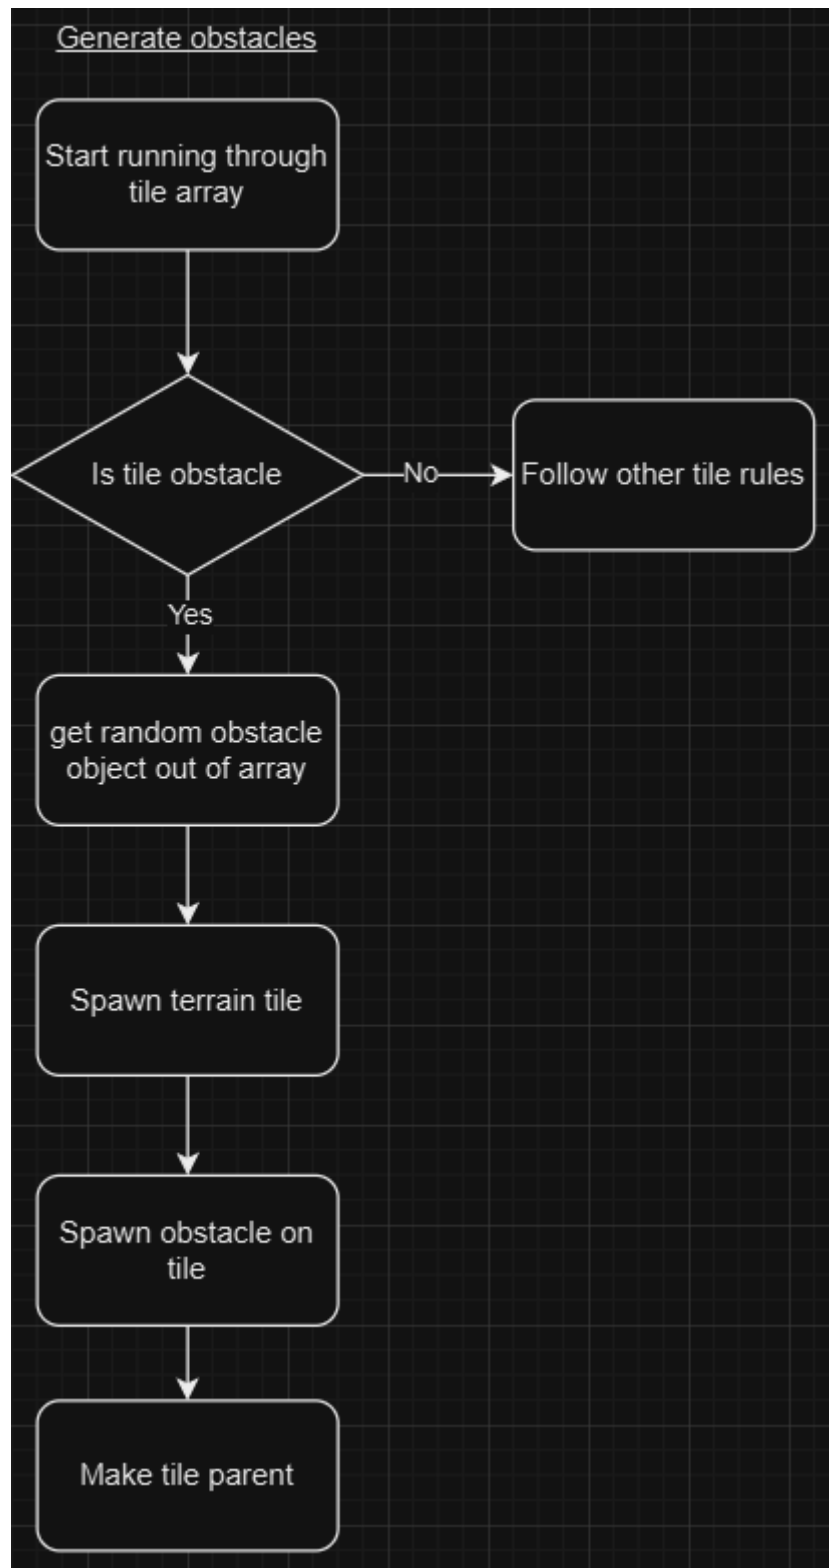 Generate obstacles
Start running through
tile array
Is tile obstacle
No
Follow other tile rules
Yes
get random obstacle
object out of array
Spawn terrain tile
Spawn obstacle on
tile
Make tile parent